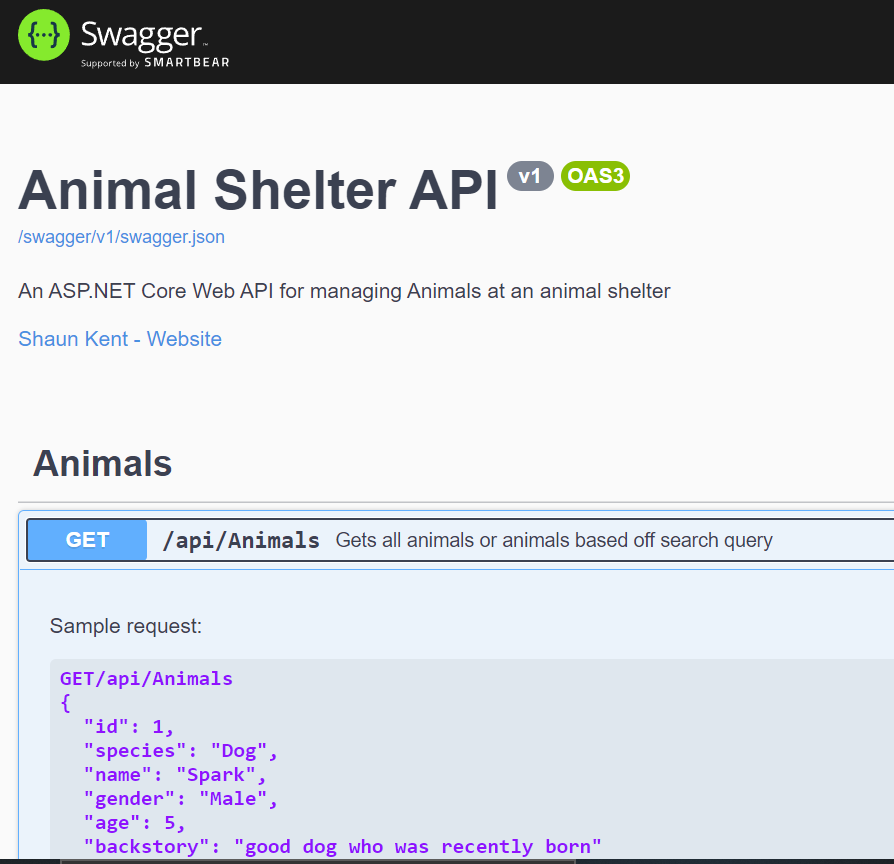 {···} Swagger™
Supported by SMARTBEAR
Animal Shelter API v1 OAS3
/swagger/v1/swagger.json
An ASP.NET Core Web API for managing Animals at an animal shelter
Shaun Kent - Website
Animals
GET /api/Animals Gets all animals or animals based off search query
Sample request:
GET/api/Animals
{
  "id": 1,
  "species": "Dog",
  "name": "Spark",
  "gender": "Male",
  "age": 5,
  "backstory": "good dog who was recently born"